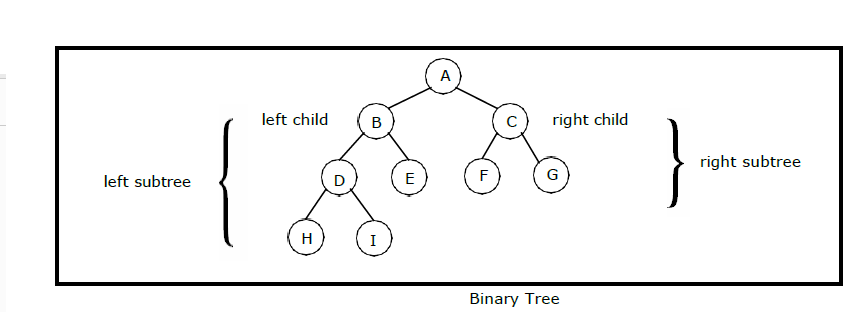 A
left child
B
C
right child
right subtree
left subtree
D
E
F
G
H
I
Binary Tree